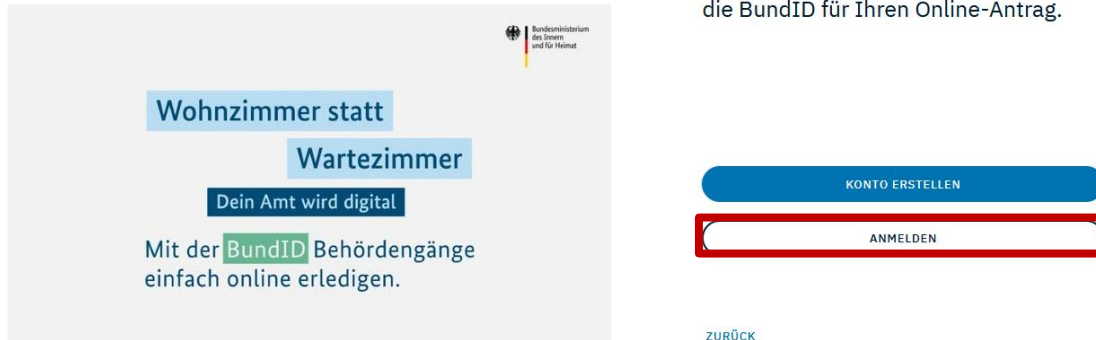 Bundesministerium
des Innern
und für Heimat
Wohnzimmer statt
Wartezimmer
Dein Amt wird digital
Mit der BundID Behördengänge
einfach online erledigen.
die BundID für Ihren Online-Antrag.
KONTO ERSTELLEN
ANMELDEN
ZURÜCK